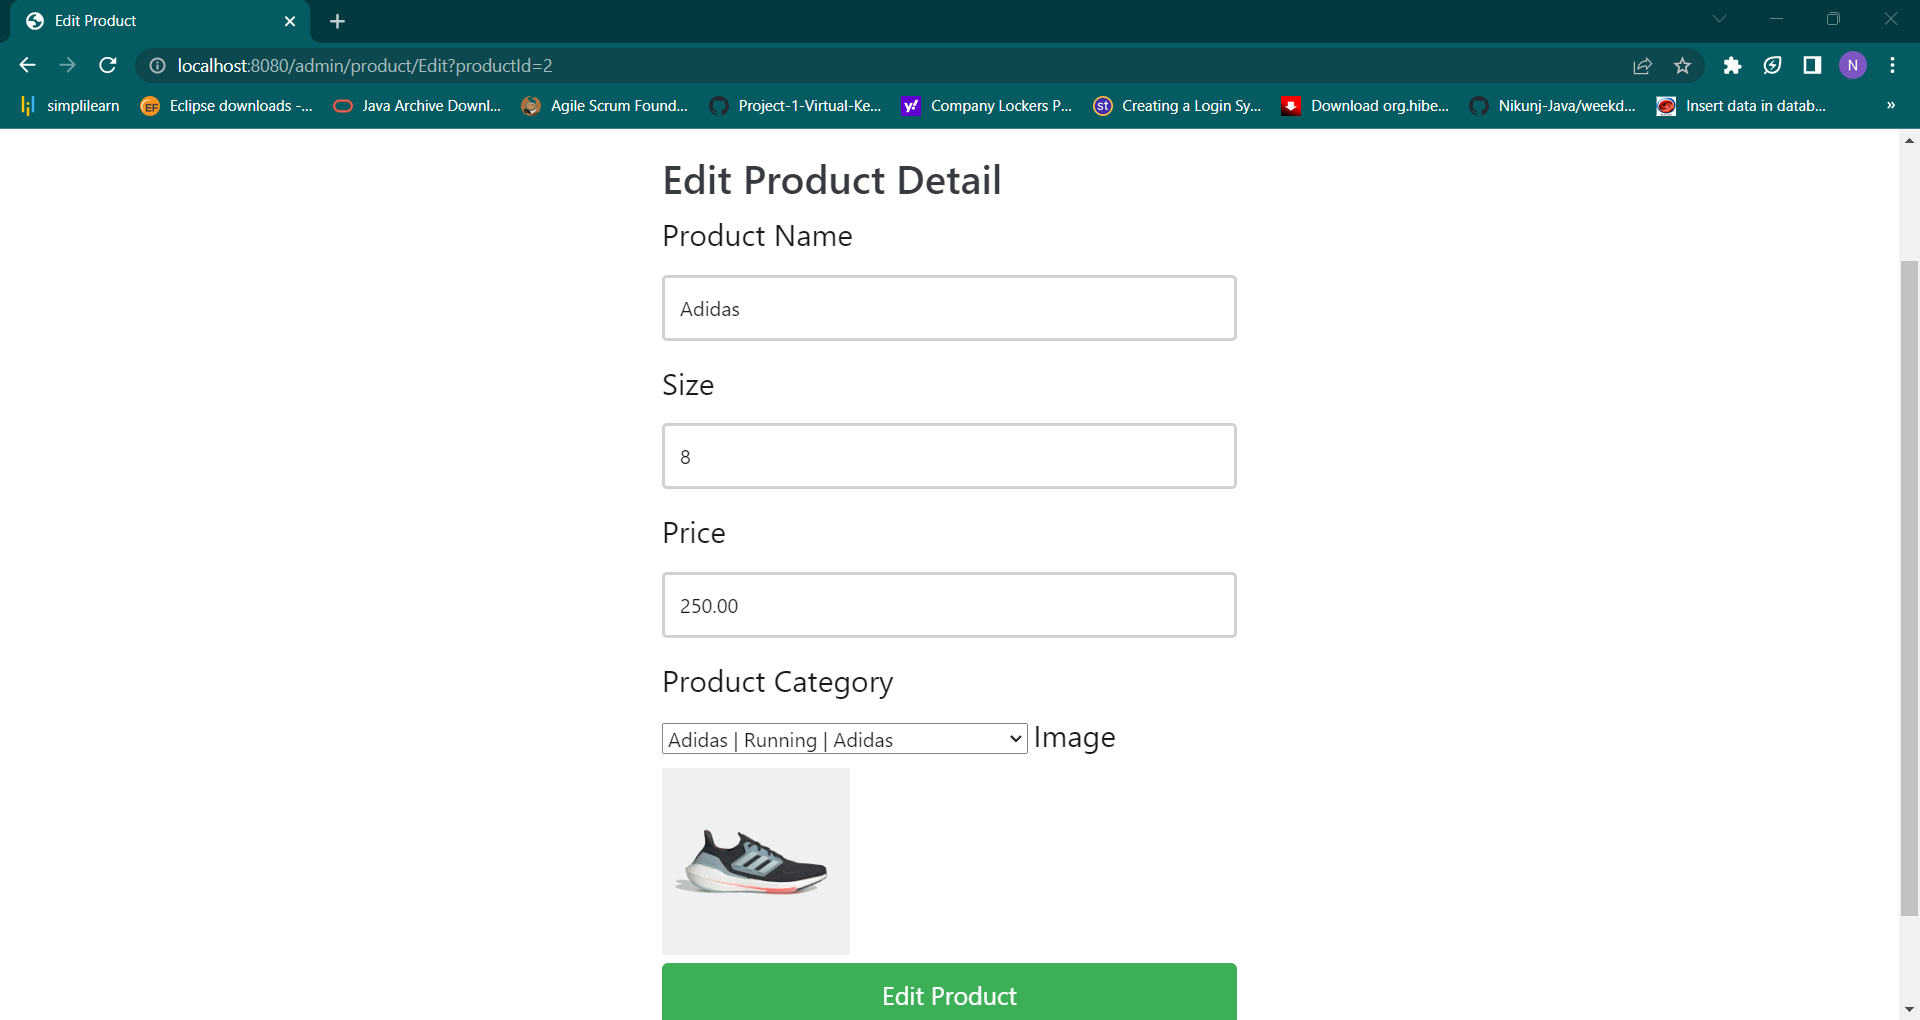 Edit Product
localhost:8080/admin/product/Edit?productId=2
N
simplilearn
EF
Eclipse downloads -...
Java Archive Downl...
Agile Scrum Found...
Project-1-Virtual-Ke...
y!
Company Lockers P...
st
Creating a Login Sy...
Download org.hibe...
Nikunj-Java/weekd...
Insert data in datab...
»
Edit Product Detail
Product Name
Adidas
Size
8
Price
250.00
Product Category
Adidas | Running | Adidas
Image
Edit Product